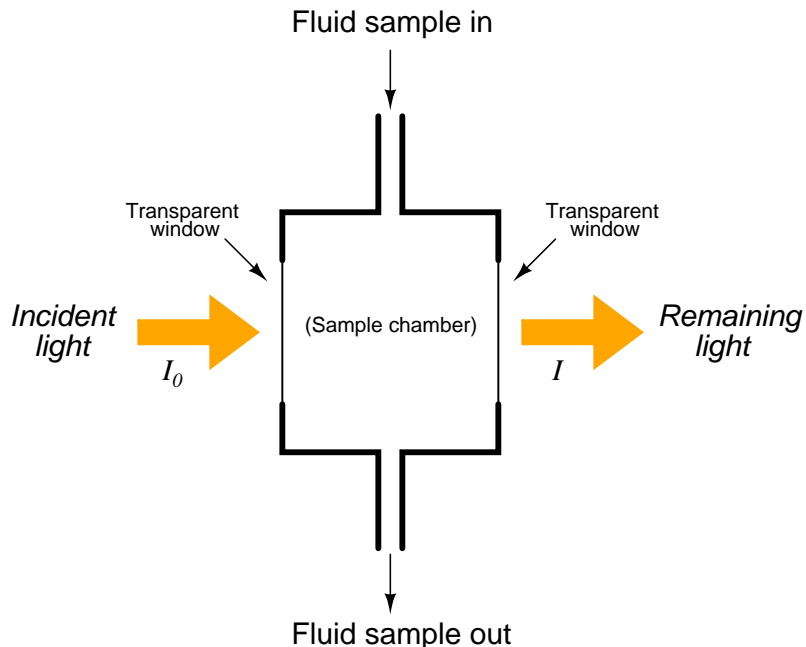 Fluid sample in
Transparent
window
Transparent
window
(Sample chamber)
Incident
light
I0
Remaining
light
I
Fluid sample out